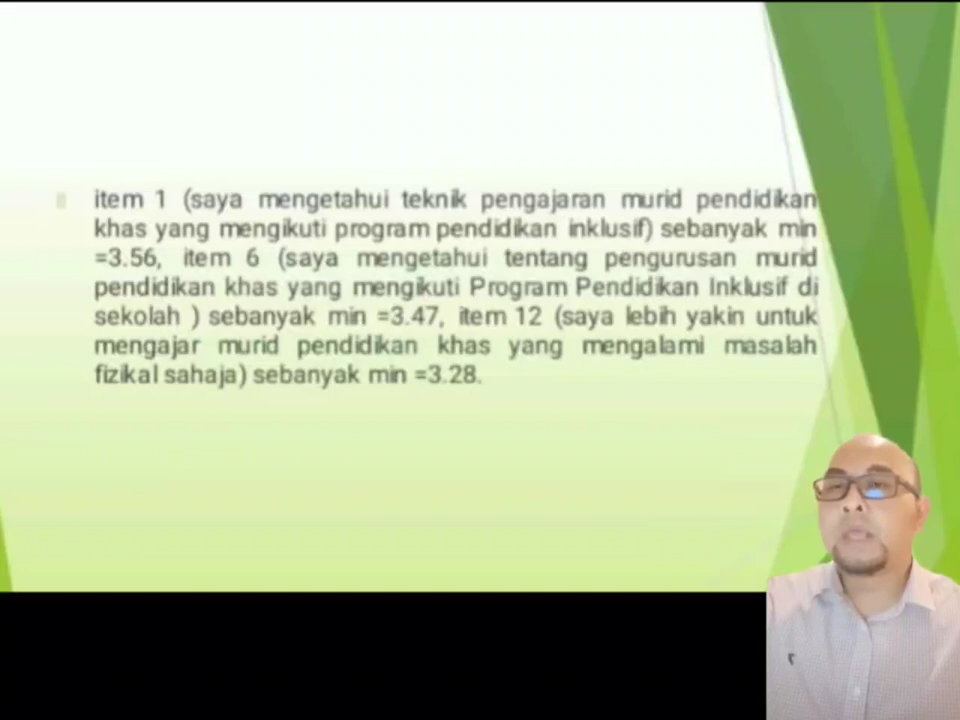 item 1 (saya mengetahui teknik pengajaran murid pendidikan
khas yang mengikuti program pendidikan inklusif) sebanyak min
=3.56, item 6 (saya mengetahui tentang pengurusan murid
pendidikan khas yang mengikuti Program Pendidikan Inklusif di
sekolah ) sebanyak min =3.47, item 12 (saya lebih yakin untuk
mengajar murid pendidikan khas yang mengalami masalah
fizikal sahaja) sebanyak min =3.28.